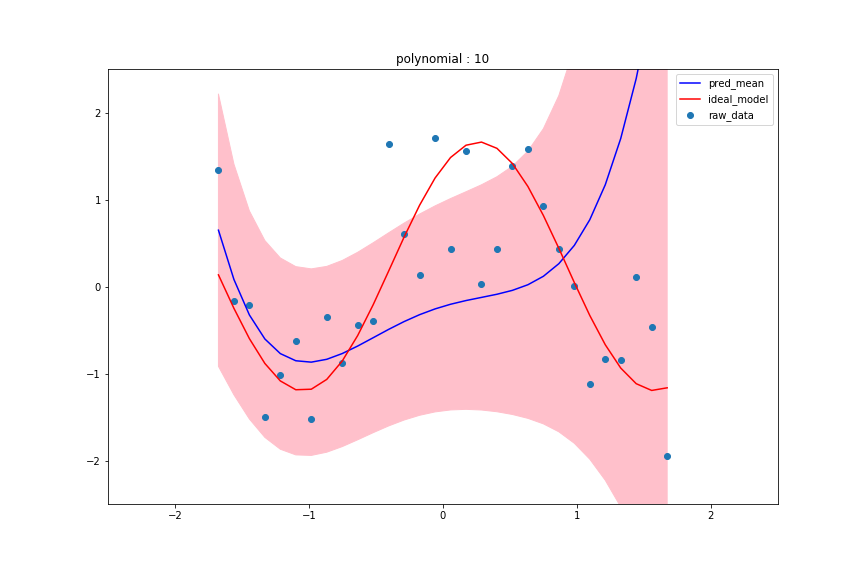 polynomial : 10
pred_mean
ideal_model
raw_data
2
1
0
−1
−2
−2
−1
0
1
2